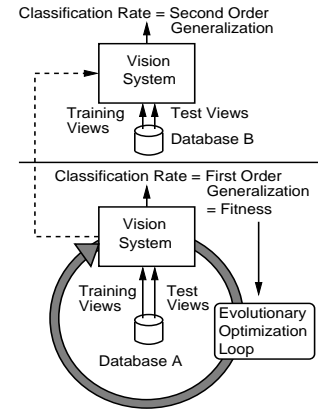 Classification Rate = Second Order
Generalization
Vision
System
Training
Views
Test Views
Database B
Classification Rate = First Order
Generalization
= Fitness
Vision
System
Training
Views
Test
Views
Database A
Evolutionary
Optimization
Loop